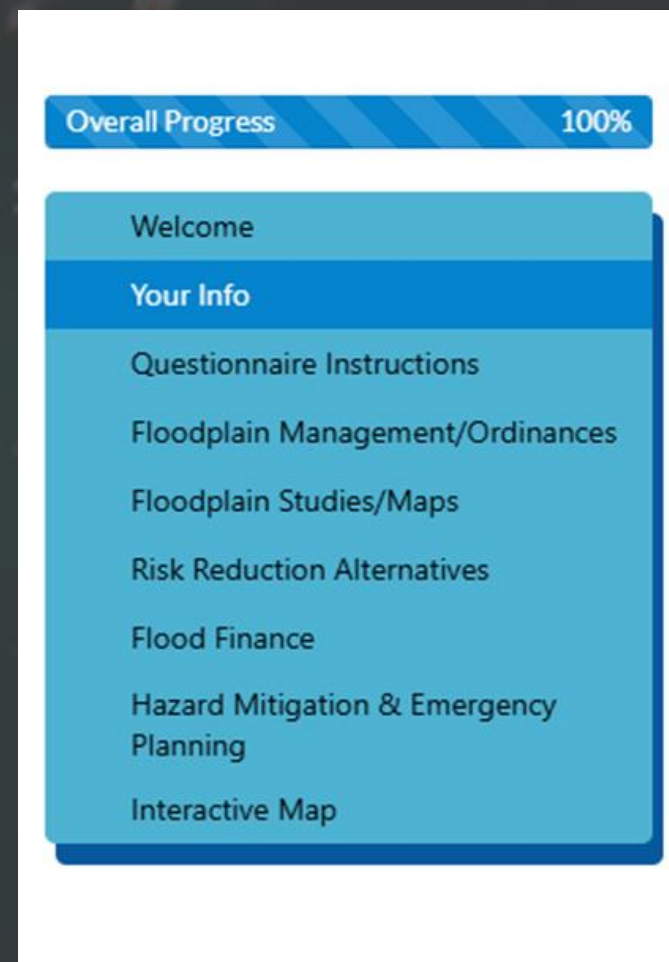 Overall Progress 100%
Welcome
Your Info
Questionnaire Instructions
Floodplain Management/Ordinances
Floodplain Studies/Maps
Risk Reduction Alternatives
Flood Finance
Hazard Mitigation & Emergency
Planning
Interactive Map